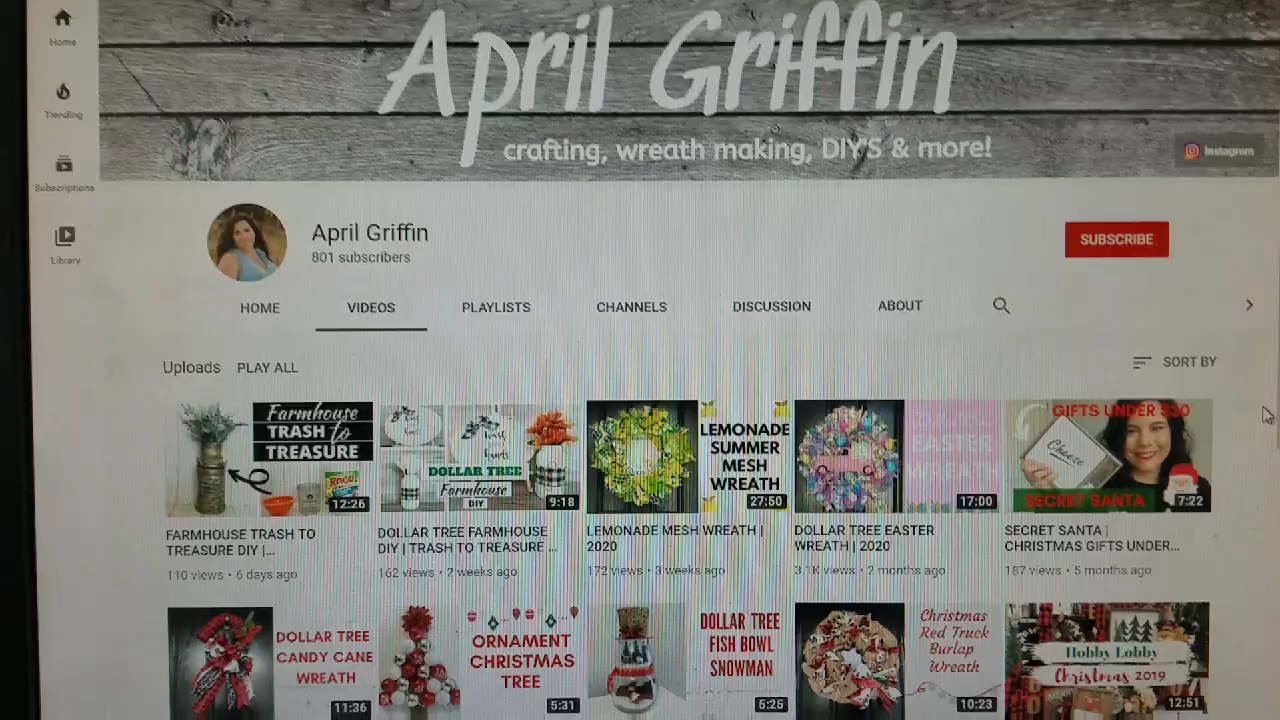 April Griffin
crafting, wreath making, DIY'S & more!
Instagram
Home
Trending
Subscriptions
Library
April Griffin
801 subscribers
SUBSCRIBE
HOME
VIDEOS
PLAYLISTS
CHANNELS
DISCUSSION
ABOUT
Uploads
PLAY ALL
SORT BY
Farmhouse
TRASH to
TREASURE
RAGU
12:26
FARMHOUSE TRASH TO
TREASURE DIY |...
110 views • 6 days ago
DOLLAR TREE
Farmhouse
DIY
9:18
DOLLAR TREE FARMHOUSE
DIY | TRASH TO TREASURE ...
162 views • 2 weeks ago
LEMONADE
SUMMER
MESH
WREATH
27:50
LEMONADE MESH WREATH |
2020
172 views • 3 weeks ago
EASTER
17:00
DOLLAR TREE EASTER
WREATH | 2020
3.1K views • 2 months ago
GIFTS UNDER $30
Cheese
SECRET SANTA
7:22
SECRET SANTA |
CHRISTMAS GIFTS UNDER...
187 views • 5 months ago
DOLLAR TREE
CANDY CANE
WREATH
11:36
ORNAMENT
CHRISTMAS
TREE
5:31
DOLLAR TREE
FISH BOWL
SNOWMAN
5:25
Christmas
Red Truck
Burlap
Wreath
10:23
Hobby Lobby
Christmas 2019
12:51